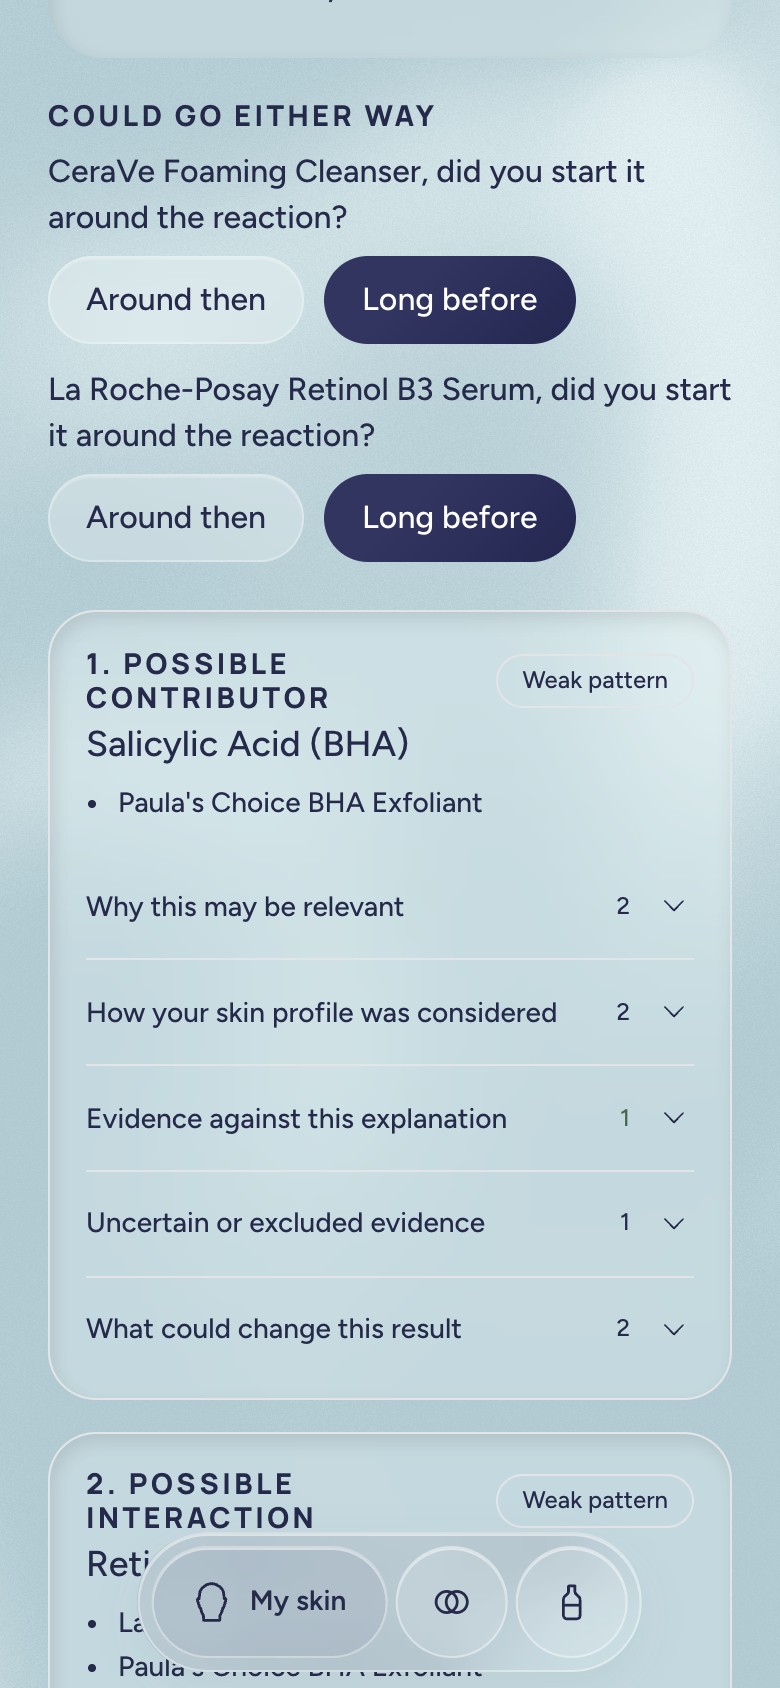 COULD GO EITHER WAY
CeraVe Foaming Cleanser, did you start it
around the reaction?
Around then
Long before
La Roche-Posay Retinol B3 Serum, did you start
it around the reaction?
Around then
Long before
1. POSSIBLE
CONTRIBUTOR
Weak pattern
Salicylic Acid (BHA)
• Paula's Choice BHA Exfoliant
Why this may be relevant 2
How your skin profile was considered 2
Evidence against this explanation 1
Uncertain or excluded evidence 1
What could change this result 2
2. POSSIBLE
INTERACTION
Weak pattern
My skin
• Paula's Choice BHA Exfoliant